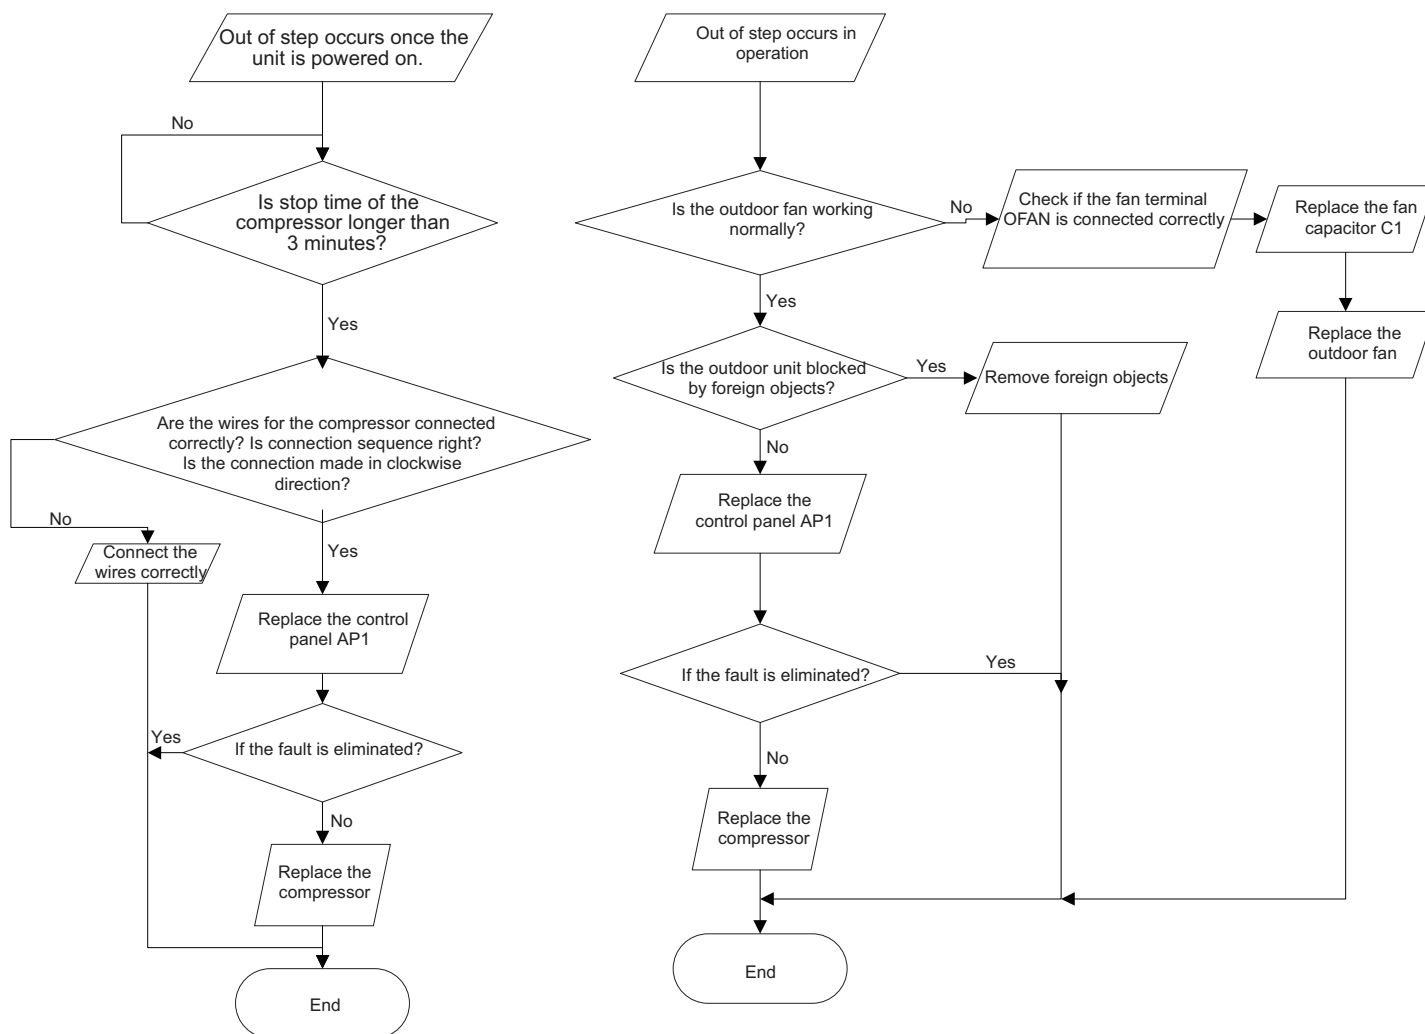 Out of step occurs once the
unit is powered on.
No
Is stop time of the
compressor longer than
3 minutes?
Yes
Are the wires for the compressor connected
correctly? Is connection sequence right?
Is the connection made in clockwise
direction?
No
Connect the
wires correctly
Yes
Replace the control
panel AP1
Yes
If the fault is eliminated?
No
Replace the
compressor
End
Out of step occurs in
operation
Is the outdoor fan working
normally?
No
Check if the fan terminal
OFAN is connected correctly
Replace the fan
capacitor C1
Replace the
outdoor fan
Yes
Is the outdoor unit blocked
by foreign objects?
Yes
Remove foreign objects
No
Replace the
control panel AP1
If the fault is eliminated?
Yes
No
Replace the
compressor
End